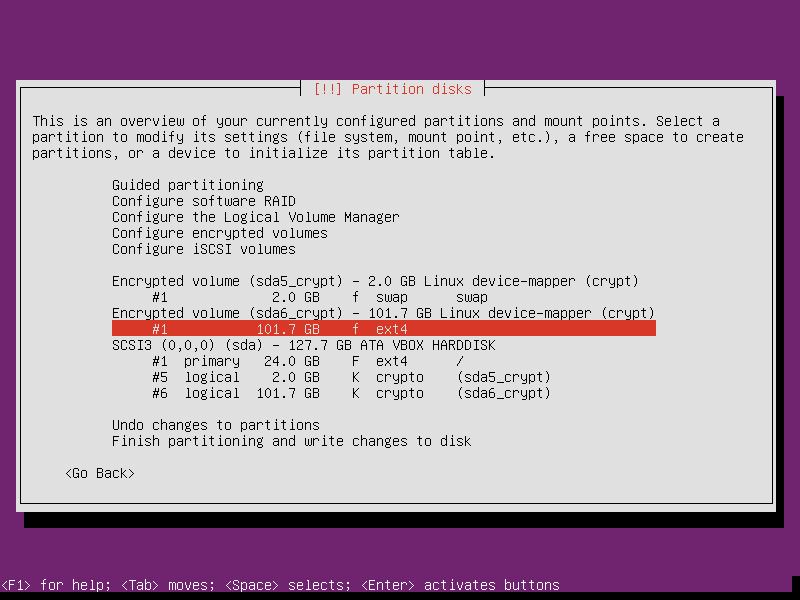 [!!] Partition disks
This is an overview of your currently configured partitions and mount points. Select a
partition to modify its settings (file system, mount point, etc.), a free space to create
partitions, or a device to initialize its partition table.
Guided partitioning
Configure software RAID
Configure the Logical Volume Manager
Configure encrypted volumes
Configure iSCSI volumes
Encrypted volume (sda5_crypt) - 2.0 GB Linux device-mapper (crypt)
#1 2.0 GB f swap swap
Encrypted volume (sda6_crypt) - 101.7 GB Linux device-mapper (crypt)
#1 101.7 GB f ext4
SCSI3 (0,0,0) (sda) - 127.7 GB ATA VBOX HARDDISK
#1 primary 24.0 GB F ext4 /
#5 logical 2.0 GB K crypto (sda5_crypt)
#6 logical 101.7 GB K crypto (sda6_crypt)
Undo changes to partitions
Finish partitioning and write changes to disk
<Go Back>
<F1> for help; <Tab> moves; <Space> selects; <Enter> activates buttons